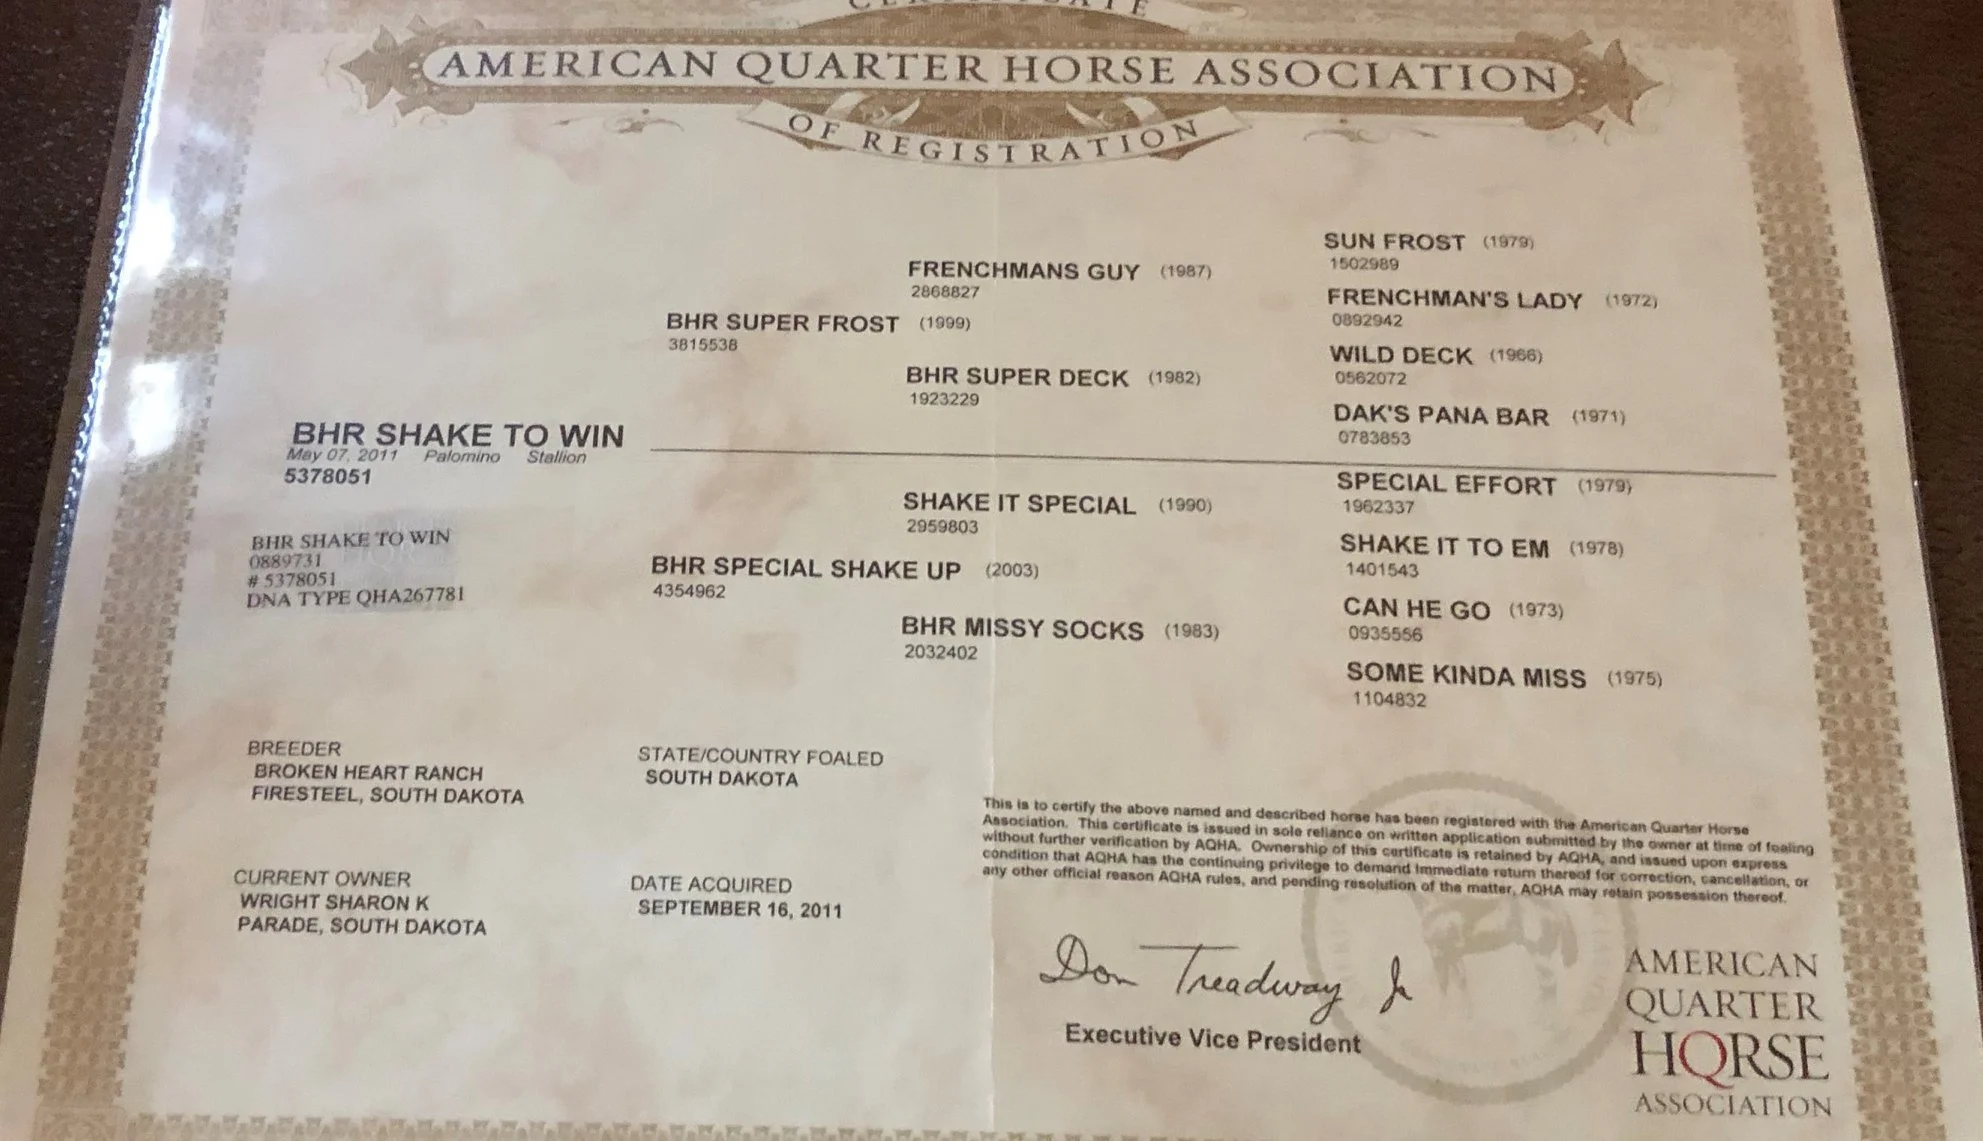 CERTIFICATE
AMERICAN QUARTER HORSE ASSOCIATION
OF REGISTRATION
SUN FROST (1979)
1502989
FRENCHMANS GUY (1987)
2868827
FRENCHMAN'S LADY (1972)
0892942
BHR SUPER FROST (1999)
3815538
WILD DECK (1966)
0562072
BHR SUPER DECK (1982)
1923229
DAK'S PANA BAR (1971)
0783853
BHR SHAKE TO WIN
May 07, 2011 Palomino Stallion
5378051
SPECIAL EFFORT (1979)
1962337
SHAKE IT SPECIAL (1990)
2959803
SHAKE IT TO EM (1978)
1401543
BHR SHAKE TO WIN
0889731
# 5378051
DNA TYPE QHA267781
BHR SPECIAL SHAKE UP (2003)
4354962
CAN HE GO (1973)
0935556
BHR MISSY SOCKS (1983)
2032402
SOME KINDA MISS (1975)
1104832
BREEDER
BROKEN HEART RANCH
FIRESTEEL, SOUTH DAKOTA
STATE/COUNTRY FOALED
SOUTH DAKOTA
CURRENT OWNER
WRIGHT SHARON K
PARADE, SOUTH DAKOTA
DATE ACQUIRED
SEPTEMBER 16, 2011
This is to certify the above named and described horse has been registered with the American Quarter Horse
Association. This certificate is issued in sole reliance on written application submitted by the owner at time of foaling
without further verification by AQHA. Ownership of this certificate is retained by AQHA, and issued upon express
condition that AQHA has the continuing privilege to demand immediate return thereof for correction, cancellation, or
any other official reason AQHA rules, and pending resolution of the matter, AQHA may retain possession thereof.
Don Treadway Jr
Executive Vice President
AMERICAN
QUARTER
HORSE
ASSOCIATION